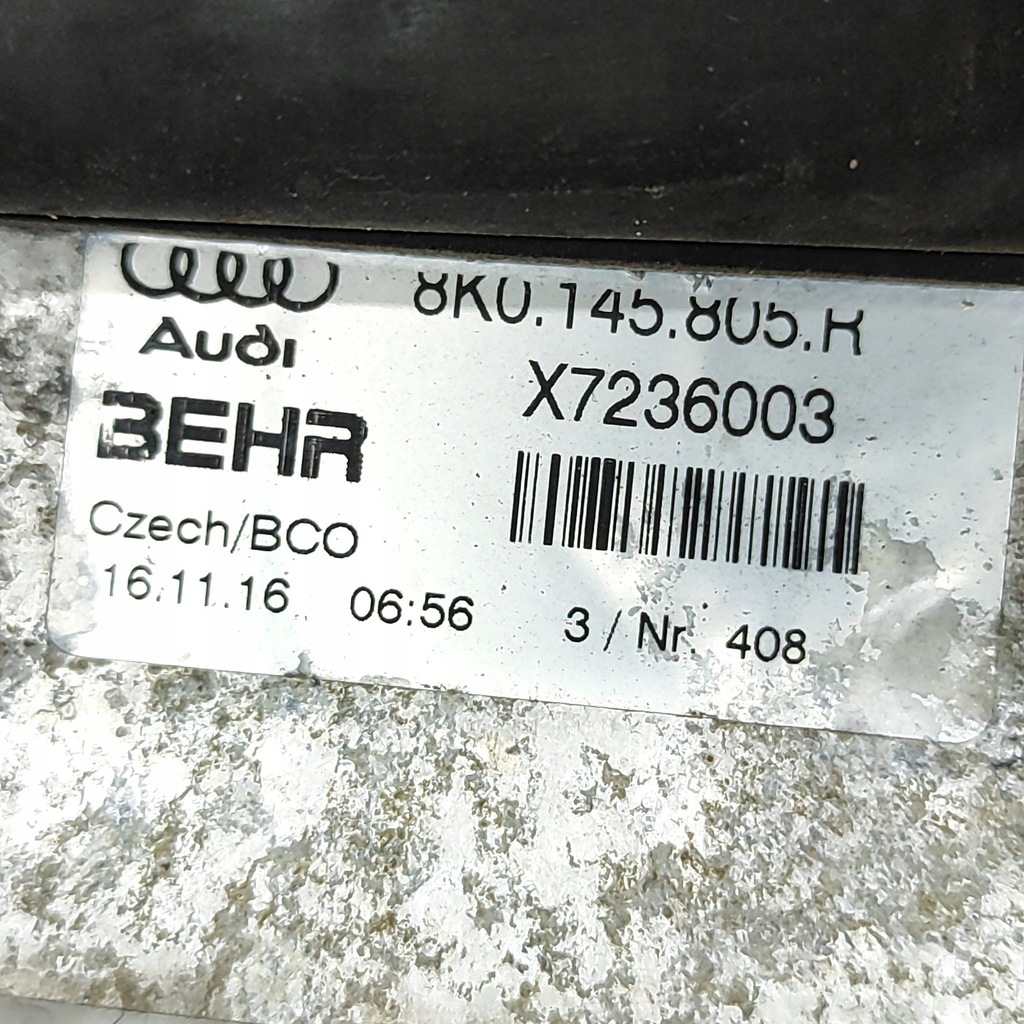 Audi
8K0.145.805.R
X7236003
BEHR
Czech/BCO
16.11.16 06:56 3 / Nr. 408